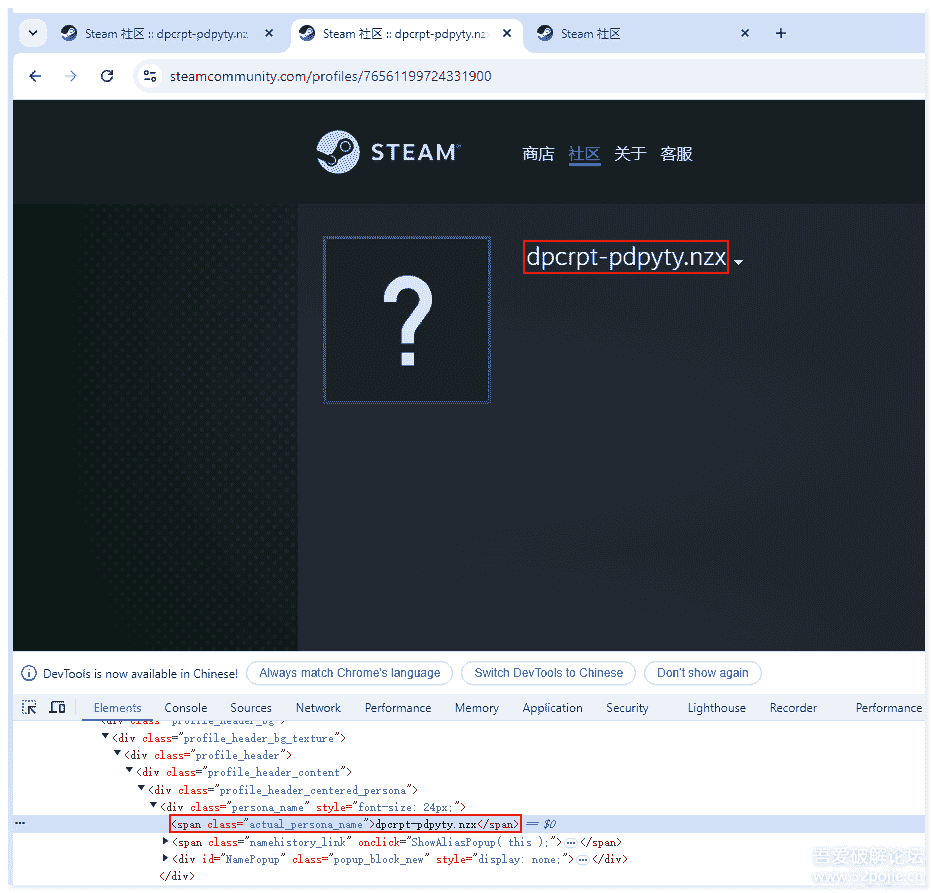 Steam 社区 :: dpcrpt-pdpyty.nz
Steam 社区 :: dpcrpt-pdpyty.nz
Steam 社区
steamcommunity.com/profiles/76561199724331900
STEAM
商店 社区 关于 客服
dpcrpt-pdpyty.nzx
?
DevTools is now available in Chinese! Always match Chrome's language Switch DevTools to Chinese Don't show again
Elements Console Sources Network Performance Memory Application Security Lighthouse Recorder Performance
<div class="profile_header_bg">
<div class="profile_header_bg_texture">
<div class="profile_header">
<div class="profile_header_content">
<div class="profile_header_centered_persona">
<div class="persona_name" style="font-size: 24px;">
<span class="actual_persona_name">dpcrpt-pdpyty.nzx</span> == $0
<span class="namehistory_link" onclick="ShowAliasPopup( this );">…</span>
<div id="NamePopup" class="popup_block_new" style="display: none;">…</div>
</div>
吾爱破解论坛
www.52pojie.cn